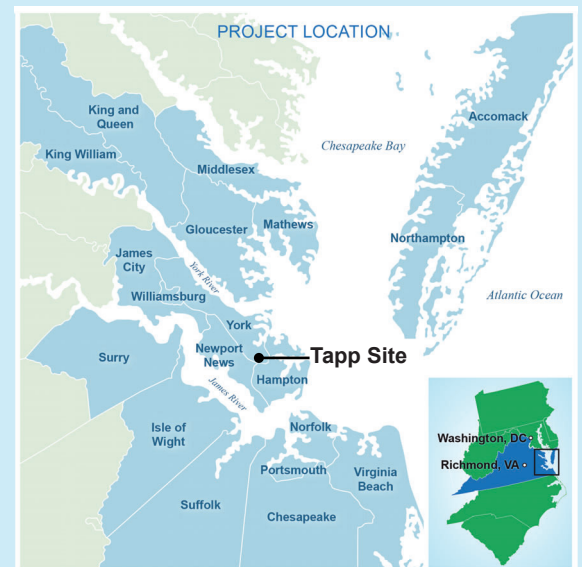 PROJECT LOCATION
King and
Queen
Accomack
Chesapeake Bay
King William
Middlesex
Gloucester
Mathews
Northampton
James
City
York River
Williamsburg
Atlantic Ocean
York
Newport
News
Tapp Site
Surry
Hampton
James River
Isle of
Wight
Norfolk
Washington, DC
Portsmouth
Richmond, VA
Virginia
Beach
Suffolk
Chesapeake